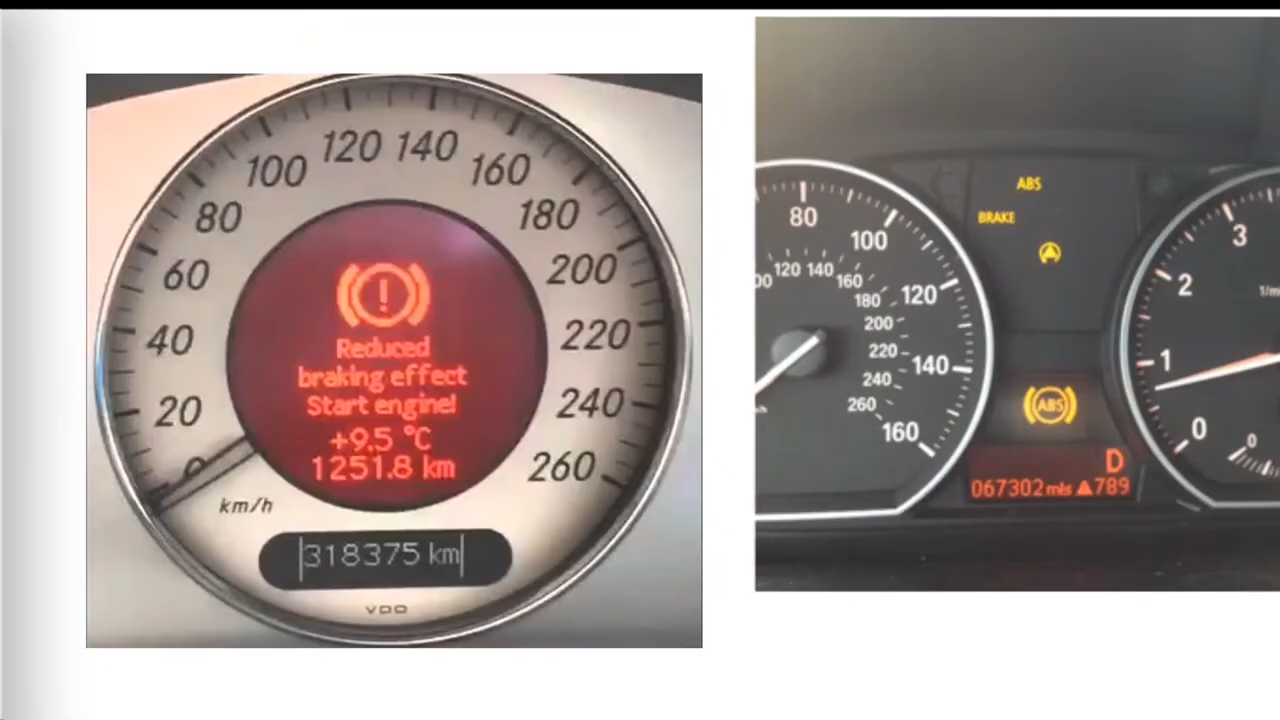 120 140
100 160
80 180
60 200
40 220
20 240
0 260
km/h
!
Reduced
braking effect
Start engine!
+9.5 °C
1251.8 km
318375 km
VDO
ABS
BRAKE
80
100
120
140
160
120 140
160
180
200
220
240
260
ABS
D
067302 mls ▲789
3
2
1
0
0